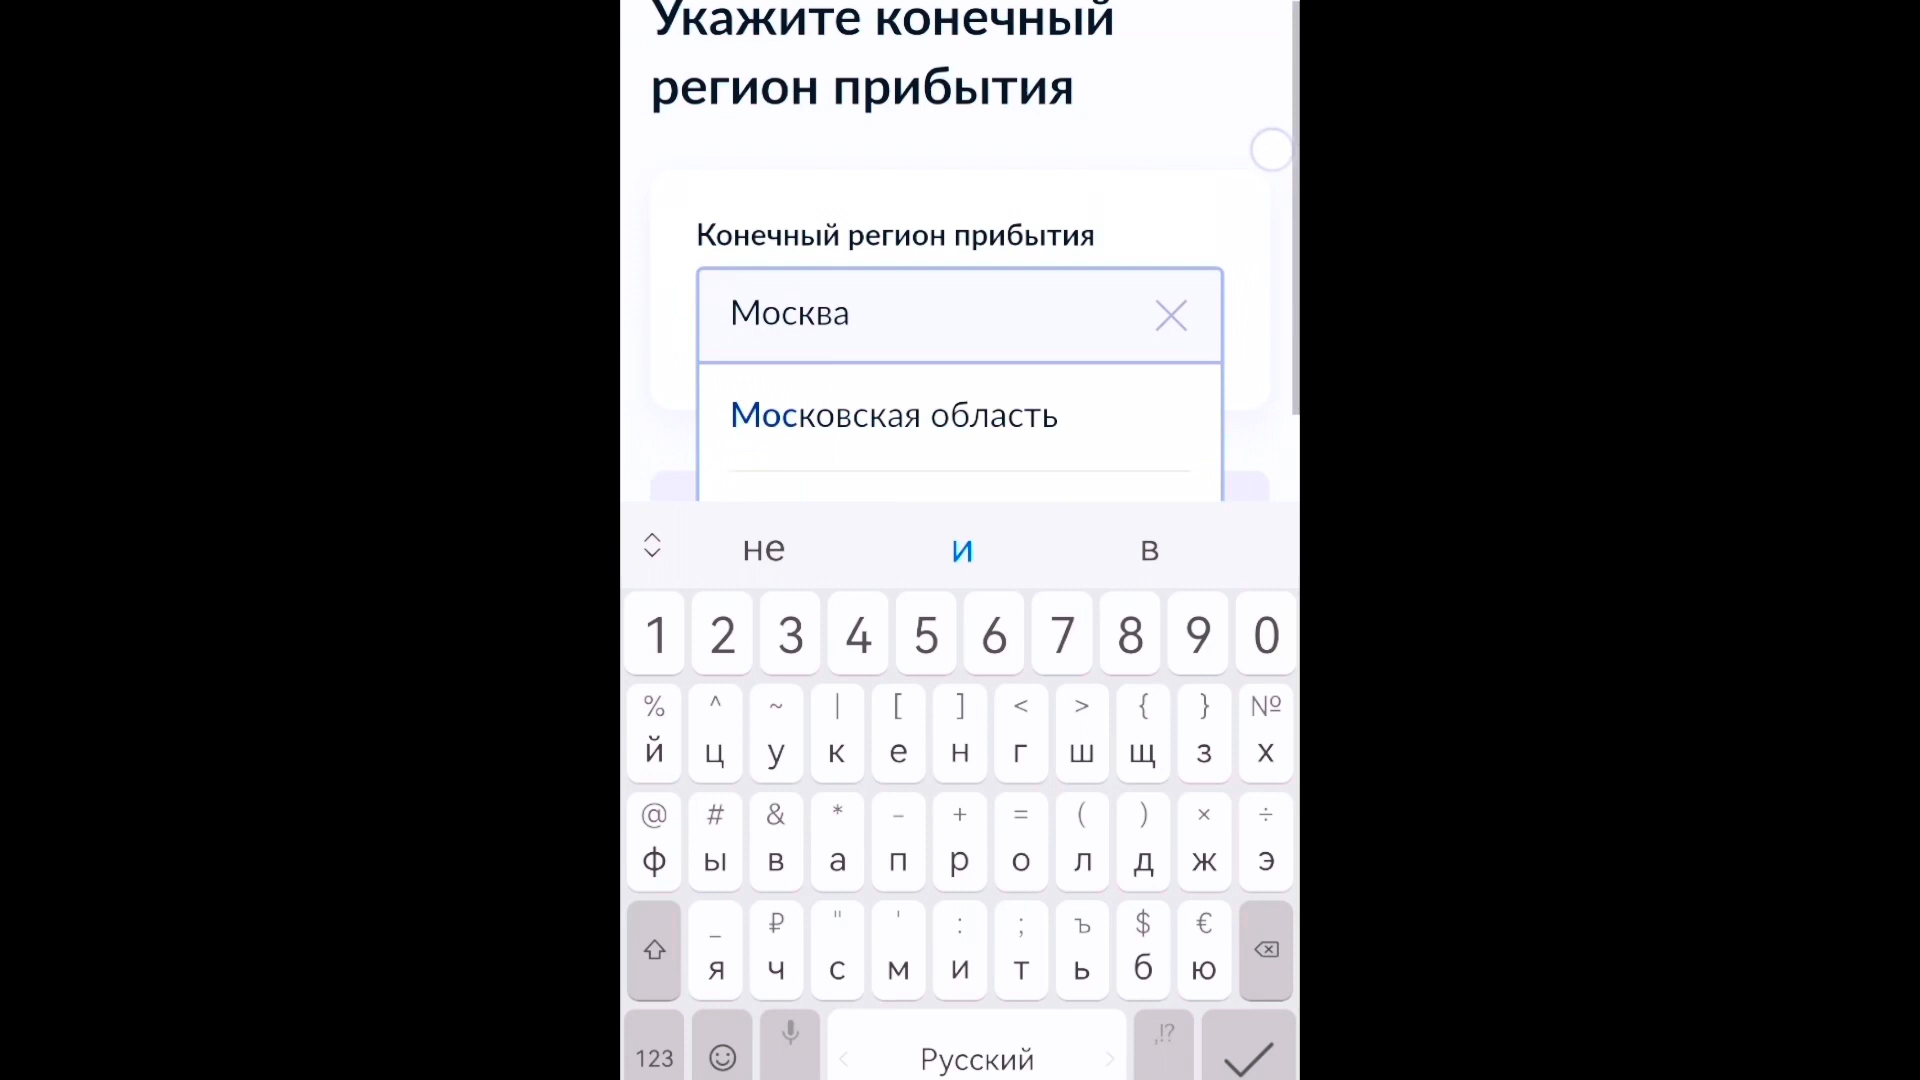 Укажите конечный
регион прибытия
Конечный регион прибытия
Москва
Московская область
не и в
1 2 3 4 5 6 7 8 9 0
% ^ ~ | [ ] < > { } №
й ц у к е н г ш щ з х
@ # & * - + = ( ) × ÷
ф ы в а п р о л д ж э
_ ₽ " ' : ; ъ $ €
я ч с м и т ь б ю
,!?
123 Русский